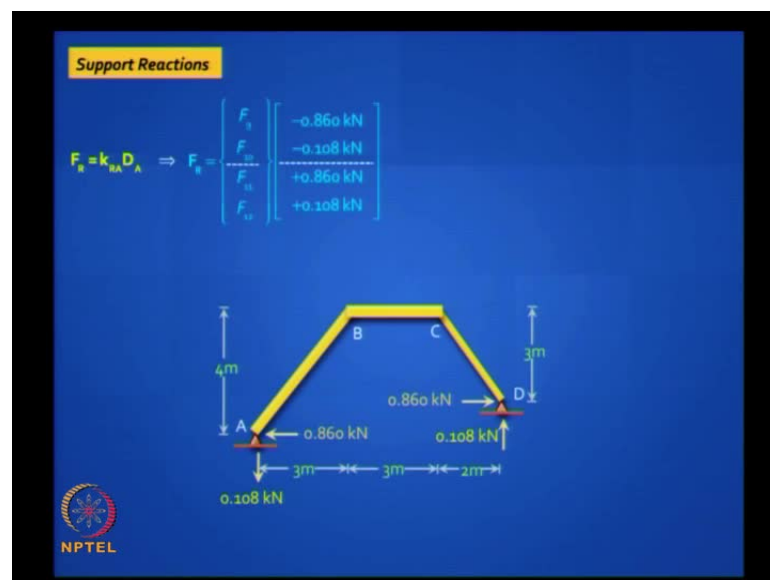 Support Reactions
F_R = k_RA D_A ⇒ F_R =
F_9
F_10
F_11
F_12
-0.860 kN
-0.108 kN
+0.860 kN
+0.108 kN
B
C
4m
3m
0.860 kN
D
A
0.860 kN
0.108 kN
3m
3m
2m
0.108 kN
NPTEL